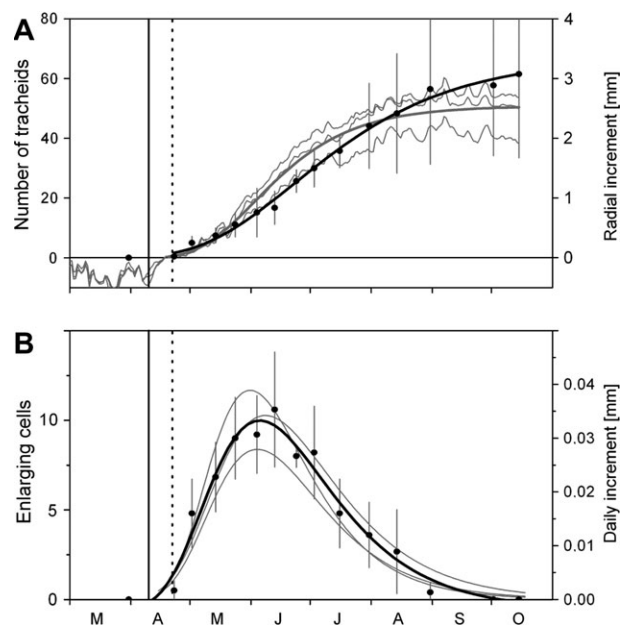 A
Number of tracheids
80
60
40
20
0
4
3
2
1
0
Radial increment [mm]
B
Enlarging cells
10
5
0
0.04
0.03
0.02
0.01
0.00
Daily increment [mm]
M A M J J A S O